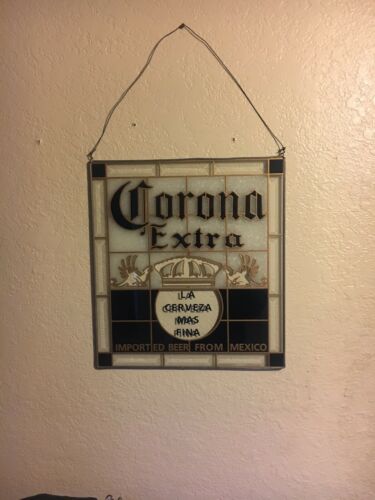 Corona
Extra
LA
CERVEZA
MAS
FINA
IMPORTED BEER FROM MEXICO